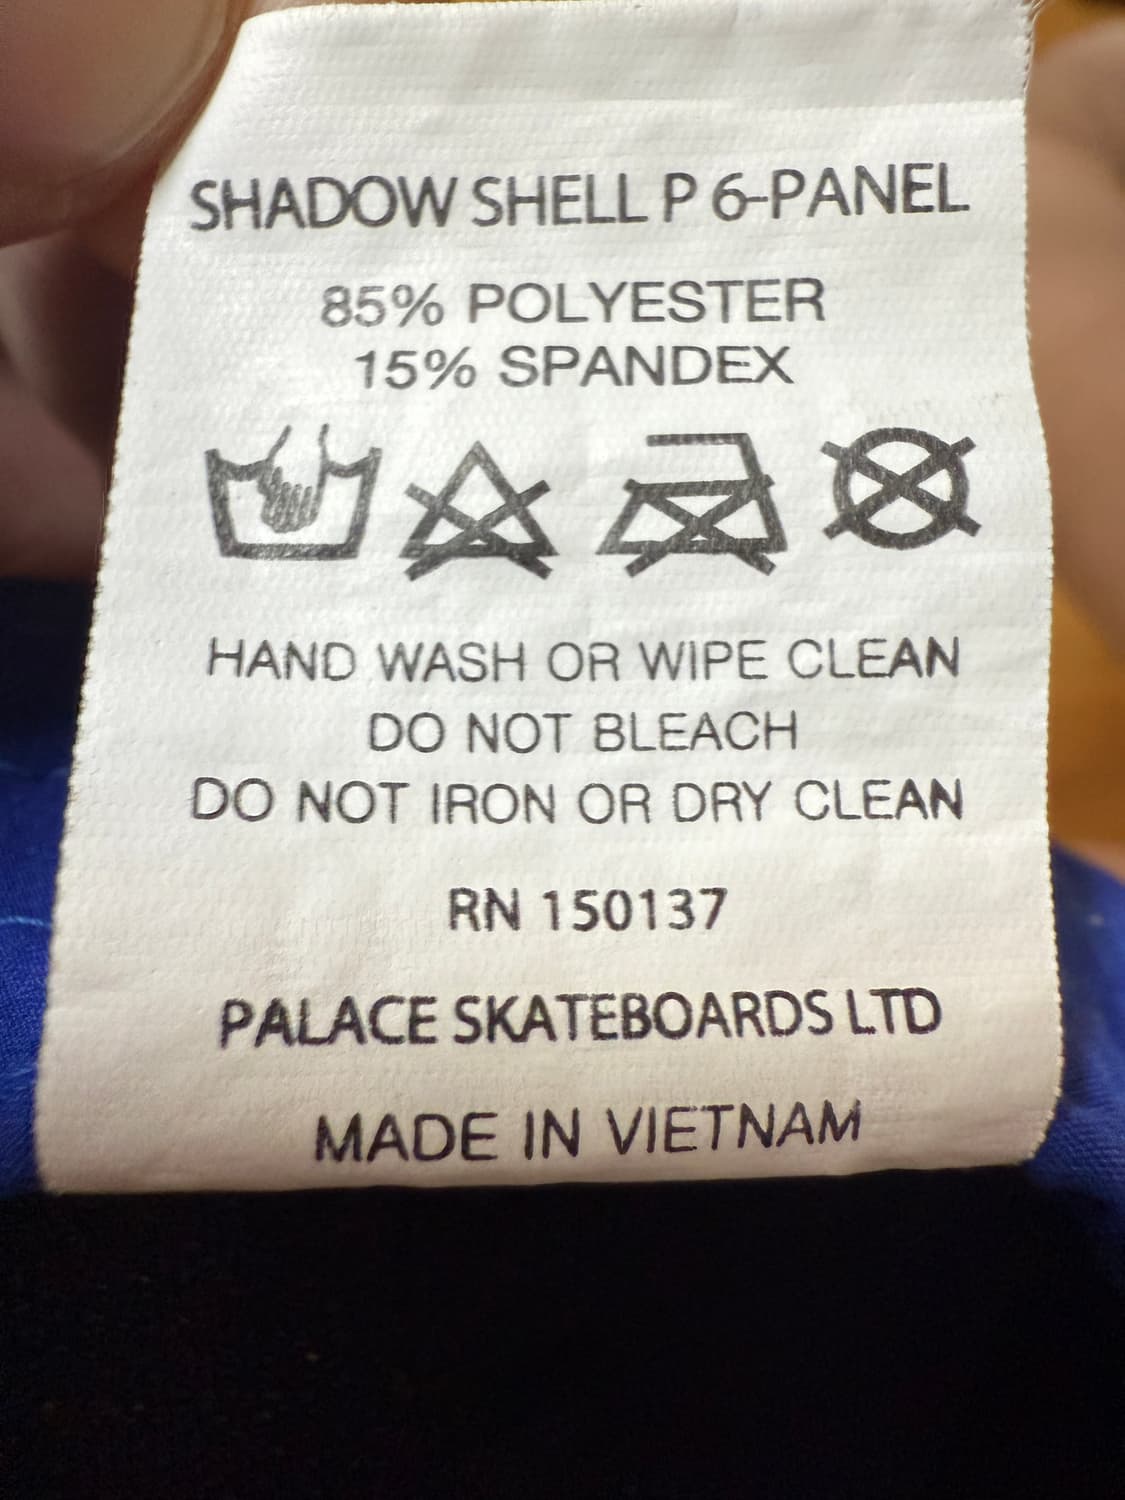 SHADOW SHELL P 6-PANEL
85% POLYESTER
15% SPANDEX
HAND WASH OR WIPE CLEAN
DO NOT BLEACH
DO NOT IRON OR DRY CLEAN
RN 150137
PALACE SKATEBOARDS LTD
MADE IN VIETNAM